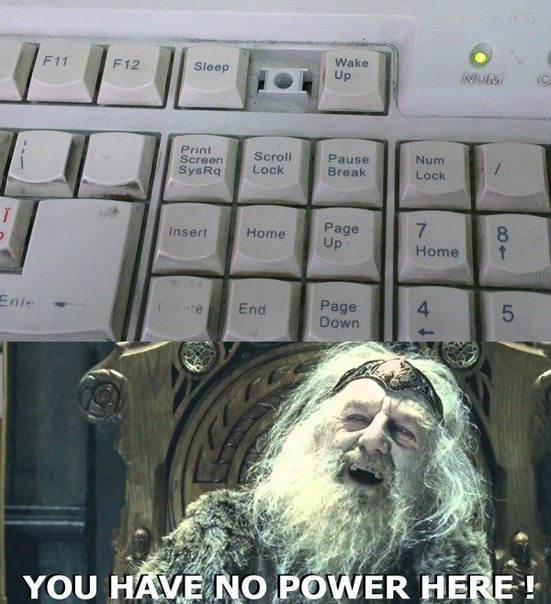 F11 F12 Sleep Wake Up
NUM
Print Screen SysRq Scroll Lock Pause Break Num Lock /
Insert Home Page Up 7 Home 8 ↑
Ente ← End Page Down 4 ← 5
YOU HAVE NO POWER HERE !